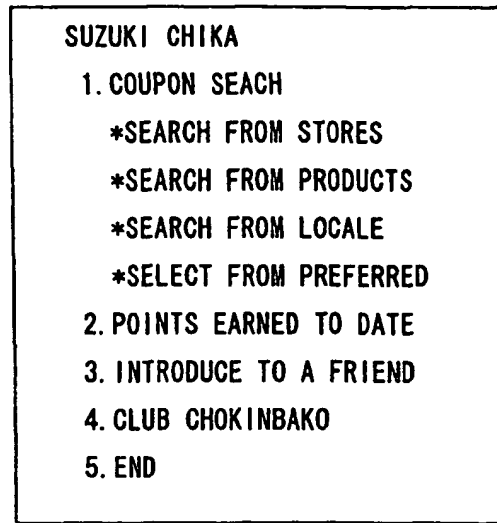 SUZUKI CHIKA
1. COUPON SEACH
*SEARCH FROM STORES
*SEARCH FROM PRODUCTS
*SEARCH FROM LOCALE
*SELECT FROM PREFERRED
2. POINTS EARNED TO DATE
3. INTRODUCE TO A FRIEND
4. CLUB CHOKINBAKO
5. END